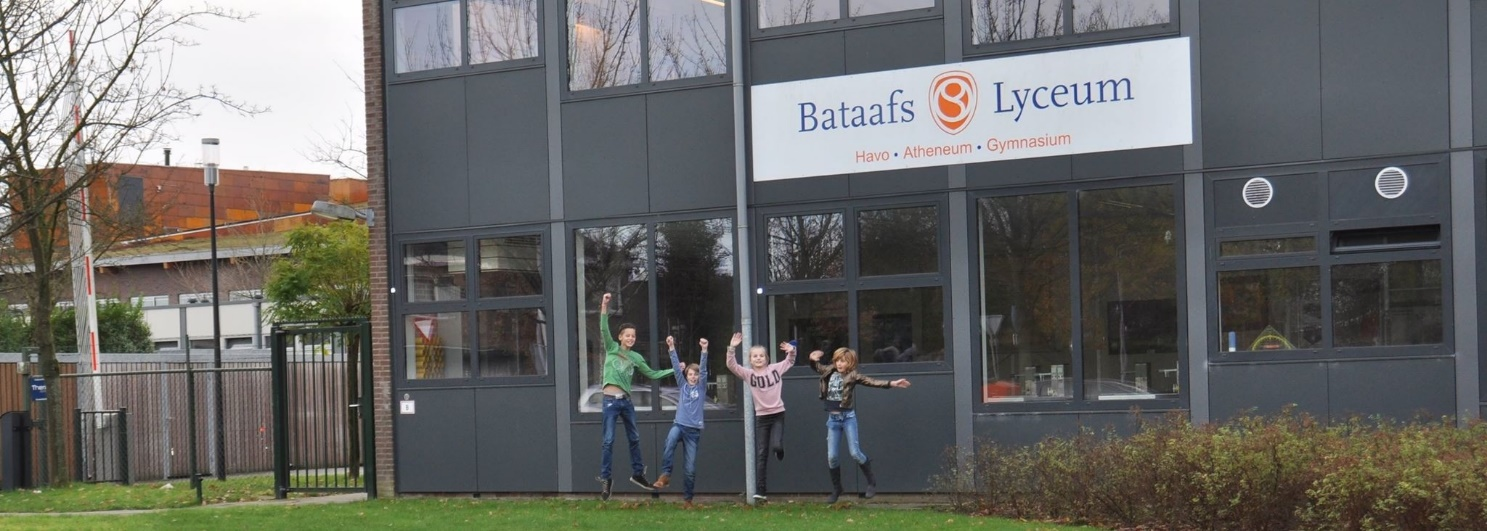 Bataafs Lyceum
Havo • Atheneum • Gymnasium
GOLD